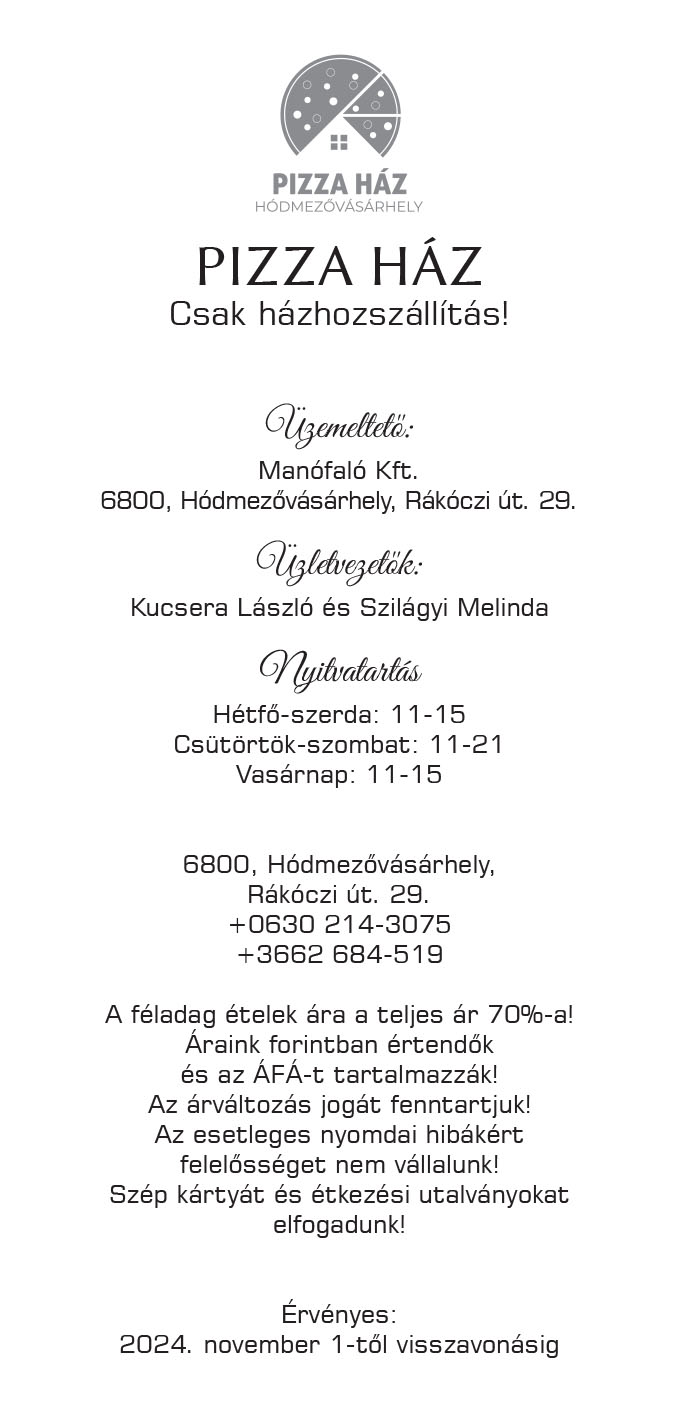 PIZZA HÁZ
HÓDMEZŐVÁSÁRHELY
PIZZA HÁZ
Csak házhozszállítás!
Üzemeltető:
Manófaló Kft.
6800, Hódmezővásárhely, Rákóczi út. 29.
Üzletvezetők:
Kucsera László és Szilágyi Melinda
Nyitvatartás
Hétfő-szerda: 11-15
Csütörtök-szombat: 11-21
Vasárnap: 11-15
6800, Hódmezővásárhely,
Rákóczi út. 29.
+0630 214-3075
+3662 684-519
A féladag ételek ára a teljes ár 70%-a!
Áraink forintban értendők
és az ÁFÁ-t tartalmazzák!
Az árváltozás jogát fenntartjuk!
Az esetleges nyomdai hibákért
felelősséget nem vállalunk!
Szép kártyát és étkezési utalványokat
elfogadunk!
Érvényes:
2024. november 1-től visszavonásig